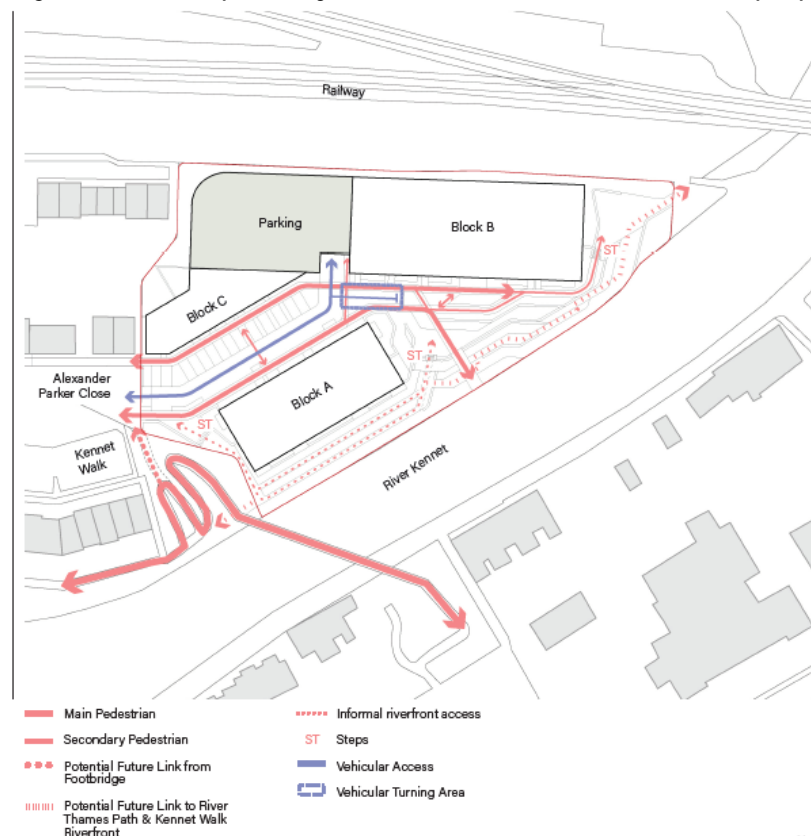 Railway
Parking
Block B
ST
Block C
Alexander
Parker Close
ST
Block A
ST
Kennet
Walk
River Kennet
Main Pedestrian
Secondary Pedestrian
Potential Future Link from
Footbridge
Potential Future Link to River
Thames Path & Kennet Walk
Riverfront
Informal riverfront access
ST Steps
Vehicular Access
Vehicular Turning Area